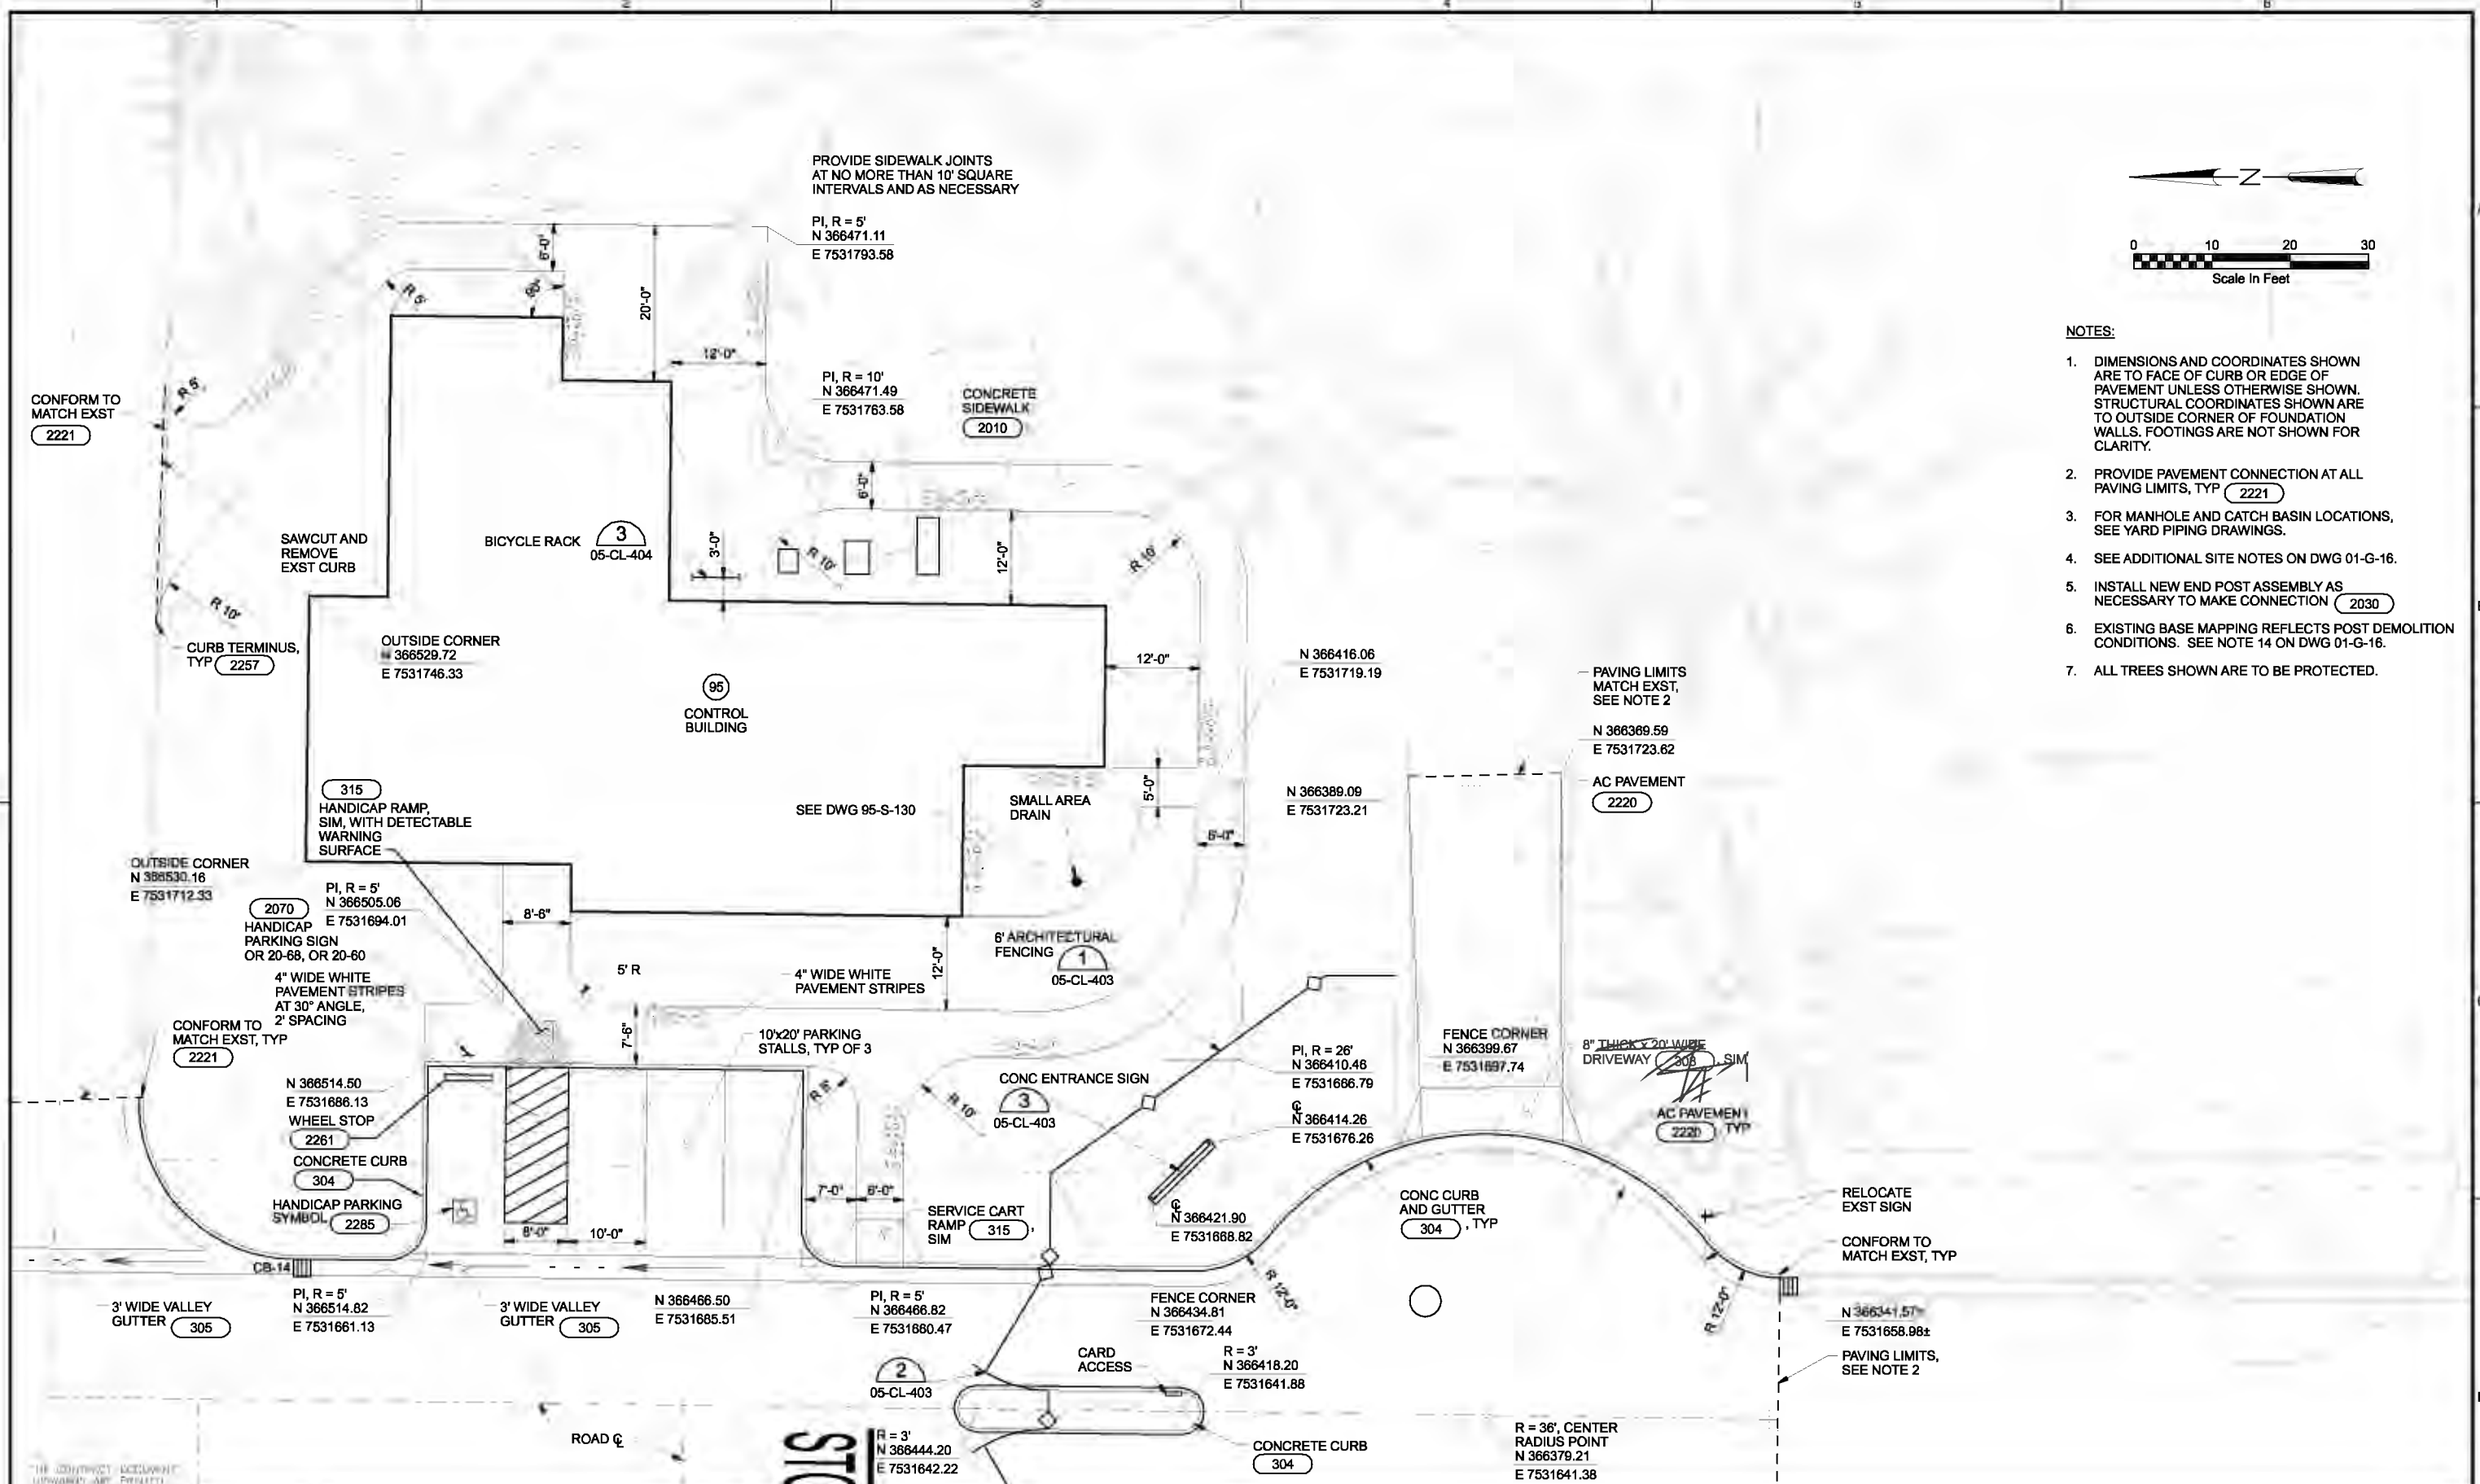 PROVIDE SIDEWALK JOINTS
AT NO MORE THAN 10' SQUARE
INTERVALS AND AS NECESSARY
PI, R = 5'
N 366471.11
E 7531793.58
6'-0"
R 5'
20'-0"
12'-0"
PI, R = 10'
N 366471.49
E 7531763.58
CONCRETE
SIDEWALK
2010
CONFORM TO
MATCH EXST
2221
R 5'
Z
0 10 20 30
Scale In Feet
NOTES:
1. DIMENSIONS AND COORDINATES SHOWN
ARE TO FACE OF CURB OR EDGE OF
PAVEMENT UNLESS OTHERWISE SHOWN.
STRUCTURAL COORDINATES SHOWN ARE
TO OUTSIDE CORNER OF FOUNDATION
WALLS. FOOTINGS ARE NOT SHOWN FOR
CLARITY.
2. PROVIDE PAVEMENT CONNECTION AT ALL
PAVING LIMITS, TYP 2221
3. FOR MANHOLE AND CATCH BASIN LOCATIONS,
SEE YARD PIPING DRAWINGS.
4. SEE ADDITIONAL SITE NOTES ON DWG 01-G-16.
5. INSTALL NEW END POST ASSEMBLY AS
NECESSARY TO MAKE CONNECTION 2030
6. EXISTING BASE MAPPING REFLECTS POST DEMOLITION
CONDITIONS. SEE NOTE 14 ON DWG 01-G-16.
7. ALL TREES SHOWN ARE TO BE PROTECTED.
SAWCUT AND
REMOVE
EXST CURB
BICYCLE RACK
3
05-CL-404
3'-0"
R 10'
6'-0"
12'-0"
R 10'
R 10'
CURB TERMINUS,
TYP 2257
OUTSIDE CORNER
N 366529.72
E 7531746.33
95
CONTROL
BUILDING
12'-0"
N 366416.06
E 7531719.19
PAVING LIMITS
MATCH EXST,
SEE NOTE 2
N 366369.59
E 7531723.62
AC PAVEMENT
2220
315
HANDICAP RAMP,
SIM, WITH DETECTABLE
WARNING
SURFACE
SEE DWG 95-S-130
SMALL AREA
DRAIN
5'-0"
N 366389.09
E 7531723.21
OUTSIDE CORNER
N 366530.16
E 7531712.33
PI, R = 5'
N 366505.06
E 7531694.01
2070
HANDICAP
PARKING SIGN
OR 20-68, OR 20-60
8'-6"
5' R
4" WIDE WHITE
PAVEMENT STRIPES
AT 30° ANGLE,
2' SPACING
4" WIDE WHITE
PAVEMENT STRIPES
12'-0"
6' ARCHITECTURAL
FENCING
1
05-CL-403
CONFORM TO
MATCH EXST, TYP
2221
7'-6"
10'x20' PARKING
STALLS, TYP OF 3
PI, R = 26'
N 366410.46
E 7531666.79
FENCE CORNER
N 366399.67
E 7531697.74
8" THICK x 20' WIDE
DRIVEWAY 308, SIM
AC PAVEMENT
2220 TYP
N 366514.50
E 7531686.13
WHEEL STOP
2261
CONC ENTRANCE SIGN
3
05-CL-403
℄
N 366414.26
E 7531676.26
R 10'
CONCRETE CURB
304
HANDICAP PARKING
SYMBOL 2285
8'-0"
10'-0"
7'-0"
6'-0"
SERVICE CART
RAMP 315,
SIM
℄
N 366421.90
E 7531668.82
CONC CURB
AND GUTTER
304, TYP
RELOCATE
EXST SIGN
CONFORM TO
MATCH EXST, TYP
CB-14
3' WIDE VALLEY
GUTTER 305
PI, R = 5'
N 366514.82
E 7531661.13
3' WIDE VALLEY
GUTTER 305
N 366466.50
E 7531685.51
PI, R = 5'
N 366466.82
E 7531660.47
FENCE CORNER
N 366434.81
E 7531672.44
R 12'-0"
R 12'-0"
N 366341.57±
E 7531658.98±
PAVING LIMITS,
SEE NOTE 2
2
05-CL-403
CARD
ACCESS
R = 3'
N 366418.20
E 7531641.88
ROAD ℄
R = 3'
N 366444.20
E 7531642.22
CONCRETE CURB
304
R = 36', CENTER
RADIUS POINT
N 366379.21
E 7531641.38